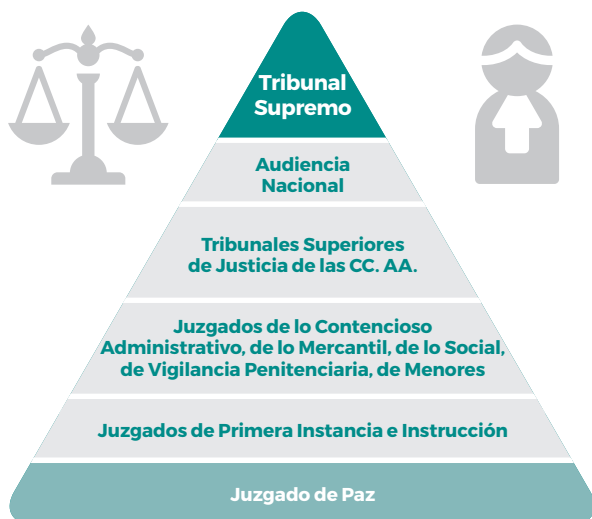 Tribunal
Supremo
Audiencia
Nacional
Tribunales Superiores
de Justicia de las CC. AA.
Juzgados de lo Contencioso
Administrativo, de lo Mercantil, de lo Social,
de Vigilancia Penitenciaria, de Menores
Juzgados de Primera Instancia e Instrucción
Juzgado de Paz